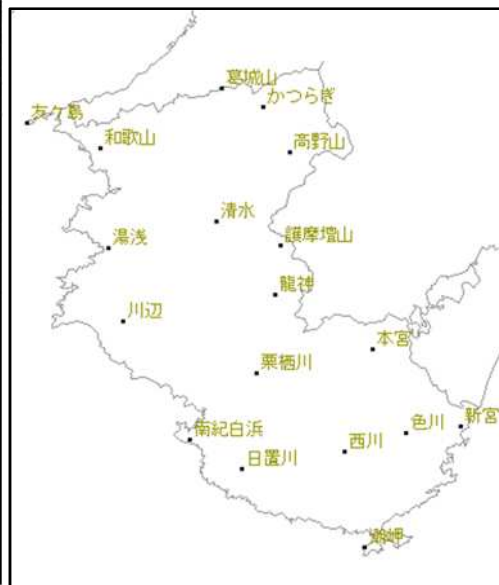 葛城山
かつらぎ
友ケ島
和歌山
高野山
清水
湯浅
護摩壇山
龍神
川辺
本宮
栗栖川
南紀白浜
日置川
西川
色川
新宮
潮岬